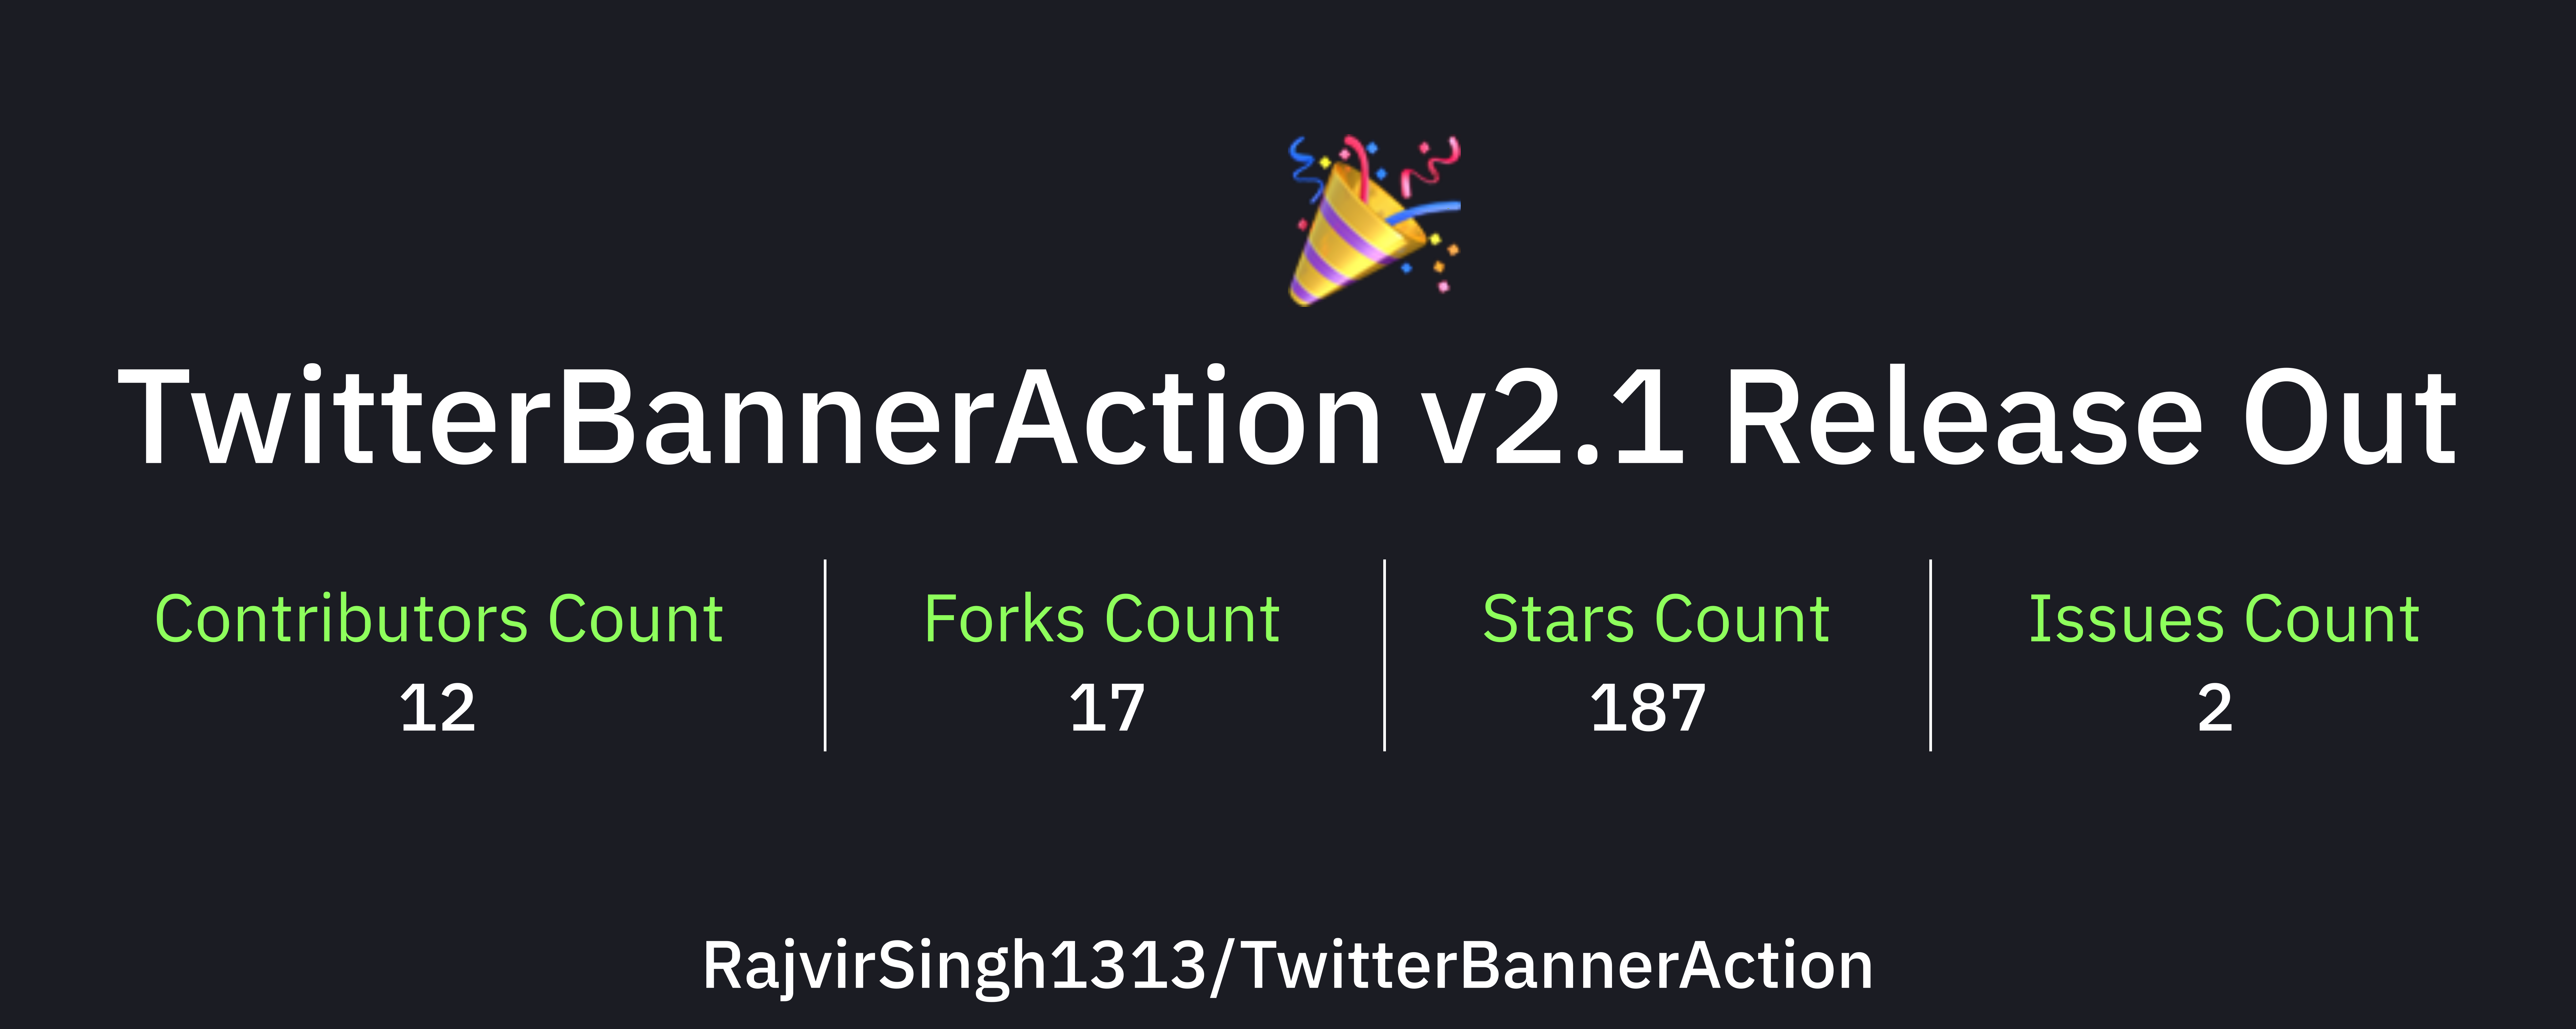 TwitterBannerAction v2.1 Release Out
Contributors Count
12
Forks Count
17
Stars Count
187
Issues Count
2
RajvirSingh1313/TwitterBannerAction